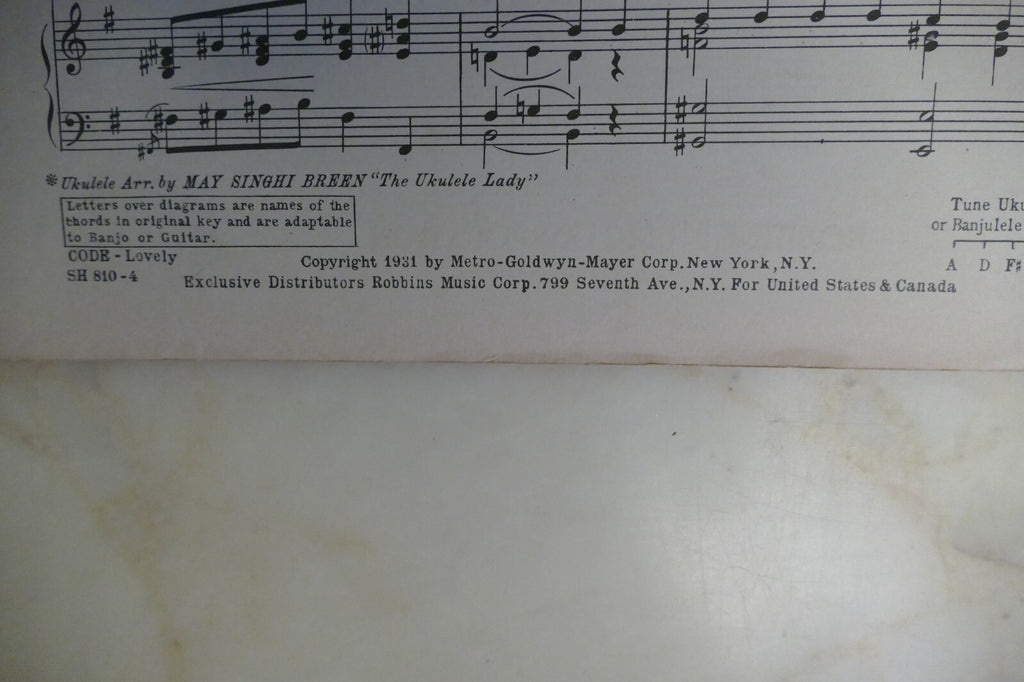 *Ukulele Arr. by MAY SINGHI BREEN "The Ukulele Lady"
Letters over diagrams are names of the
chords in original key and are adaptable
to Banjo or Guitar.
CODE - Lovely
SH 810-4
Copyright 1931 by Metro-Goldwyn-Mayer Corp. New York, N.Y.
Exclusive Distributors Robbins Music Corp. 799 Seventh Ave., N.Y. For United States & Canada
Tune Uku
or Banjulele
A D F#